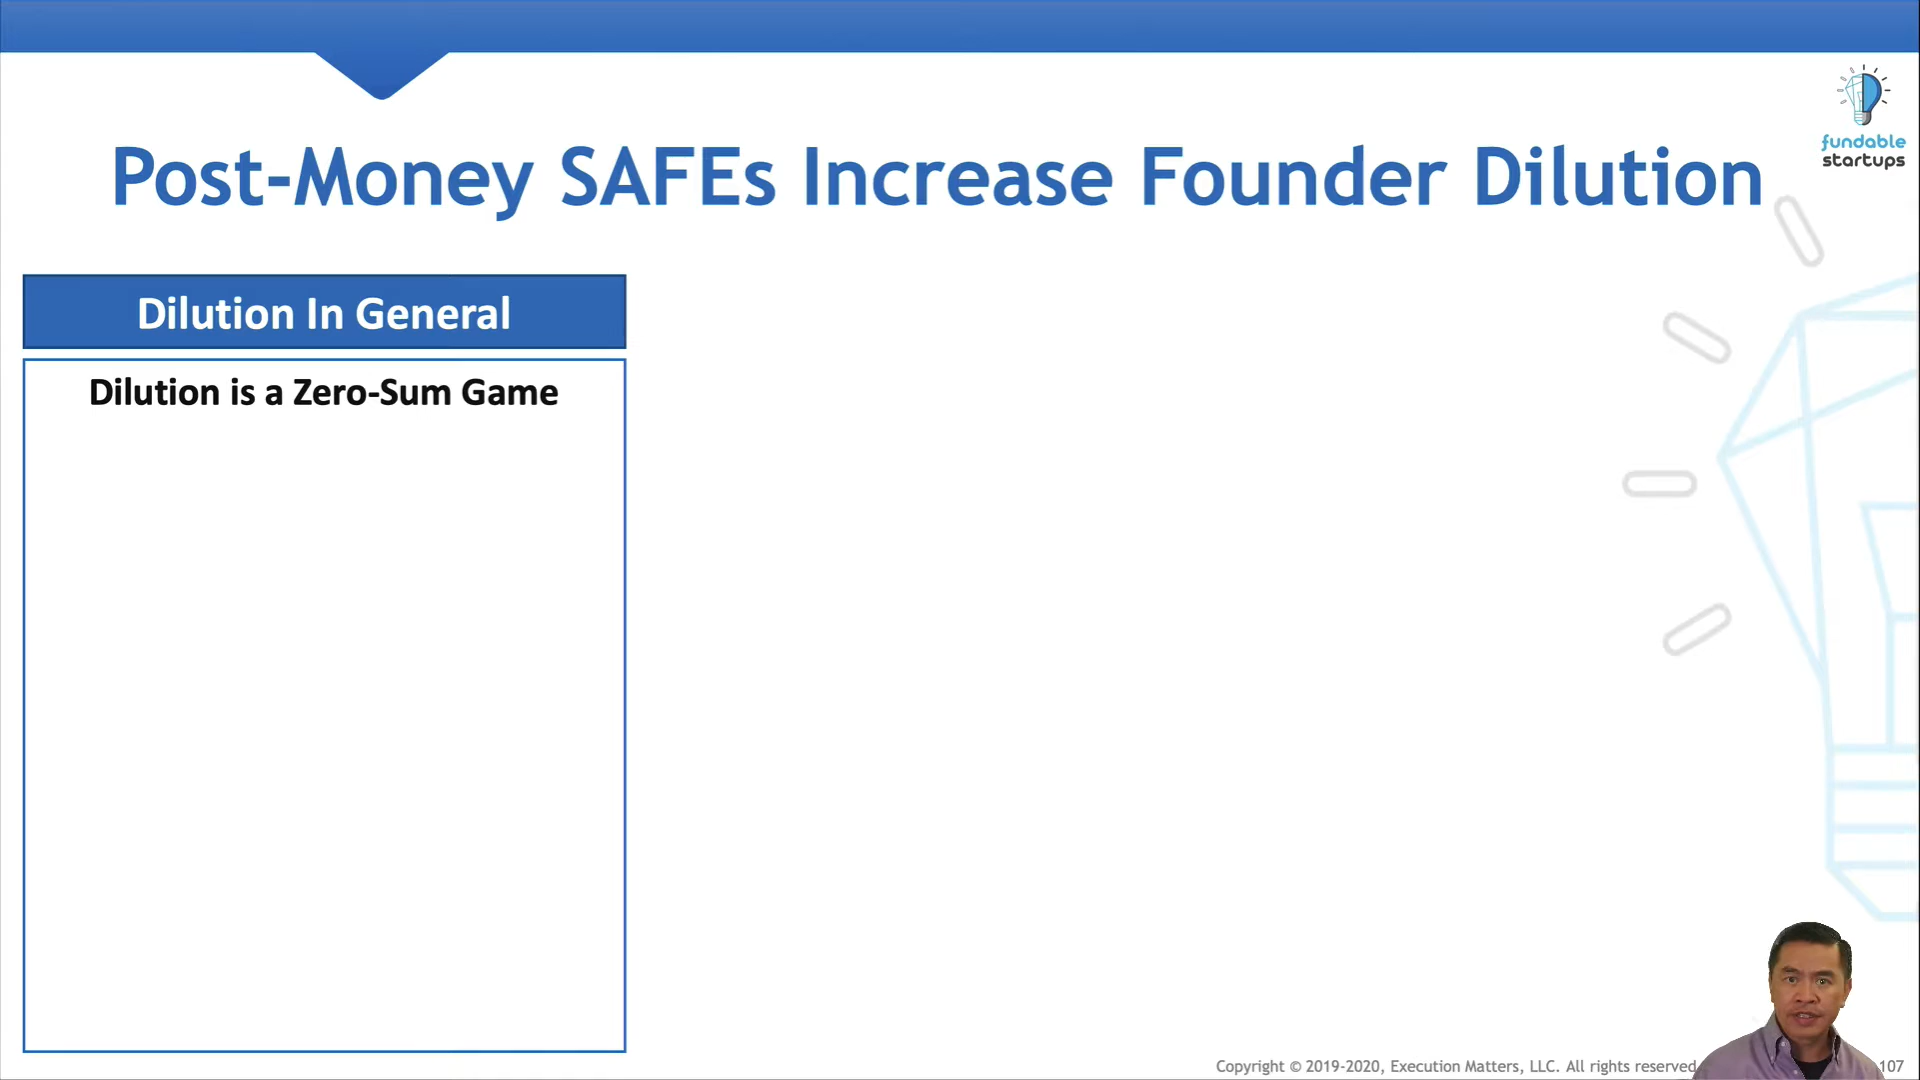 fundable
startups
Post-Money SAFEs Increase Founder Dilution
Dilution In General
Dilution is a Zero-Sum Game
Copyright © 2019-2020, Execution Matters, LLC. All rights reserved
107